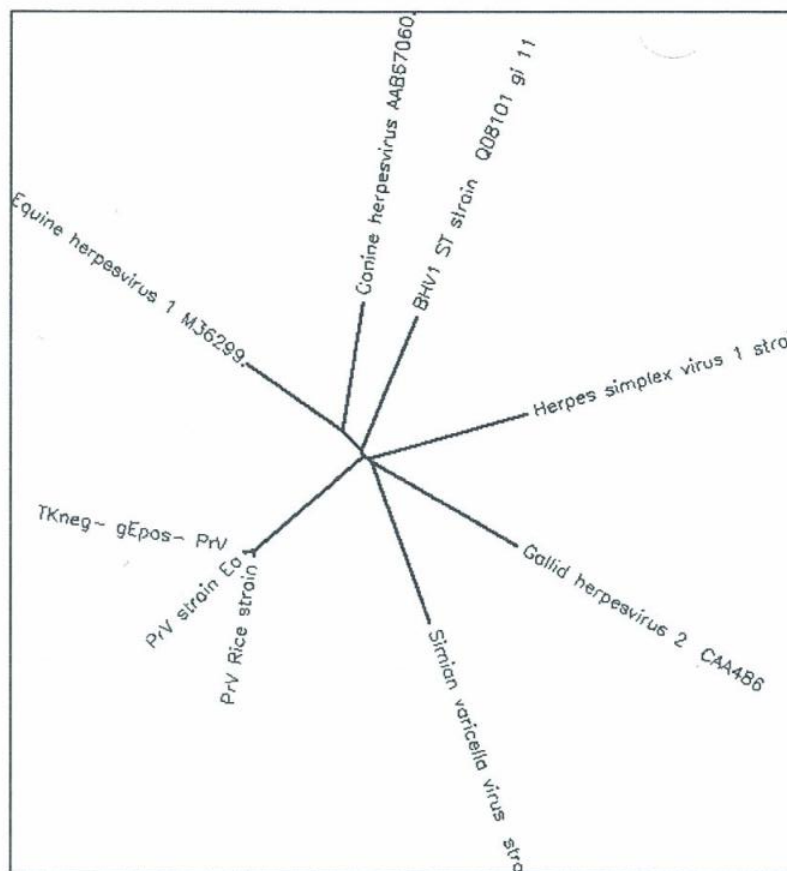 Canine herpesvirus AAB67060.
BHV1 ST strain Q08101 gi 11
Equine herpesvirus 1 M36299.
Herpes simplex virus 1 stra
TKneg- gEpos- PrV
PrV strain Ea
PrV Rice strain
Gallid herpesvirus 2 CAA486
Simian varicella virus stra